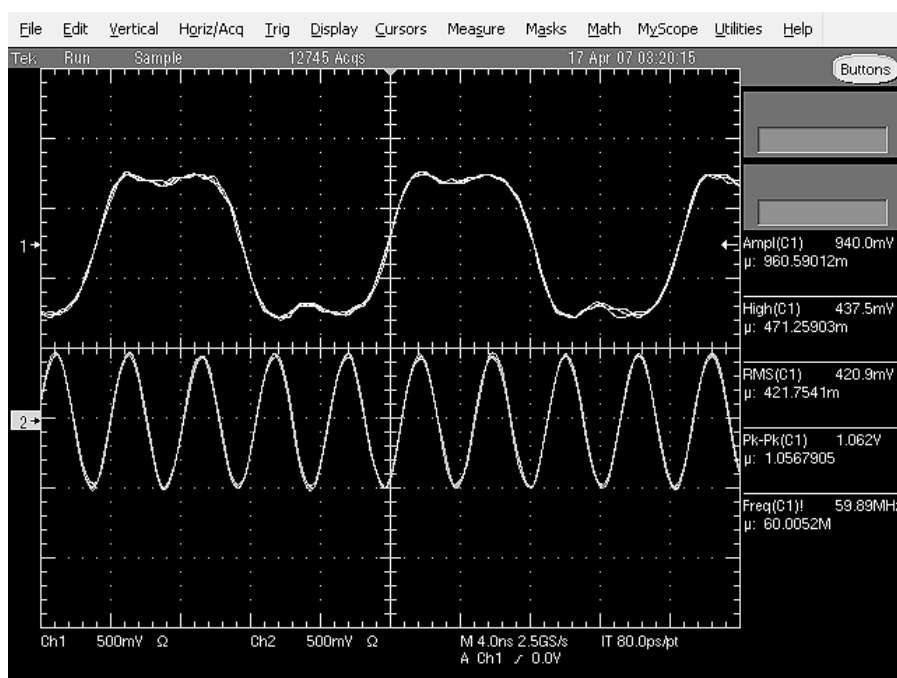 File Edit Vertical Horiz/Acq Trig Display Cursors Measure Masks Math MyScope Utilities Help
Tek Run Sample 12745 Acqs 17 Apr 07 03:20:15
Buttons
1
Ampl(C1) 940.0mV
µ: 960.59012m
High(C1) 437.5mV
µ: 471.25903m
RMS(C1) 420.9mV
µ: 421.7541m
2
Pk-Pk(C1) 1.062V
µ: 1.0567905
Freq(C1)! 59.89MHz
µ: 60.0052M
Ch1 500mV Ω Ch2 500mV Ω M 4.0ns 2.5GS/s IT 80.0ps/pt
A Ch1 ∕ 0.0V